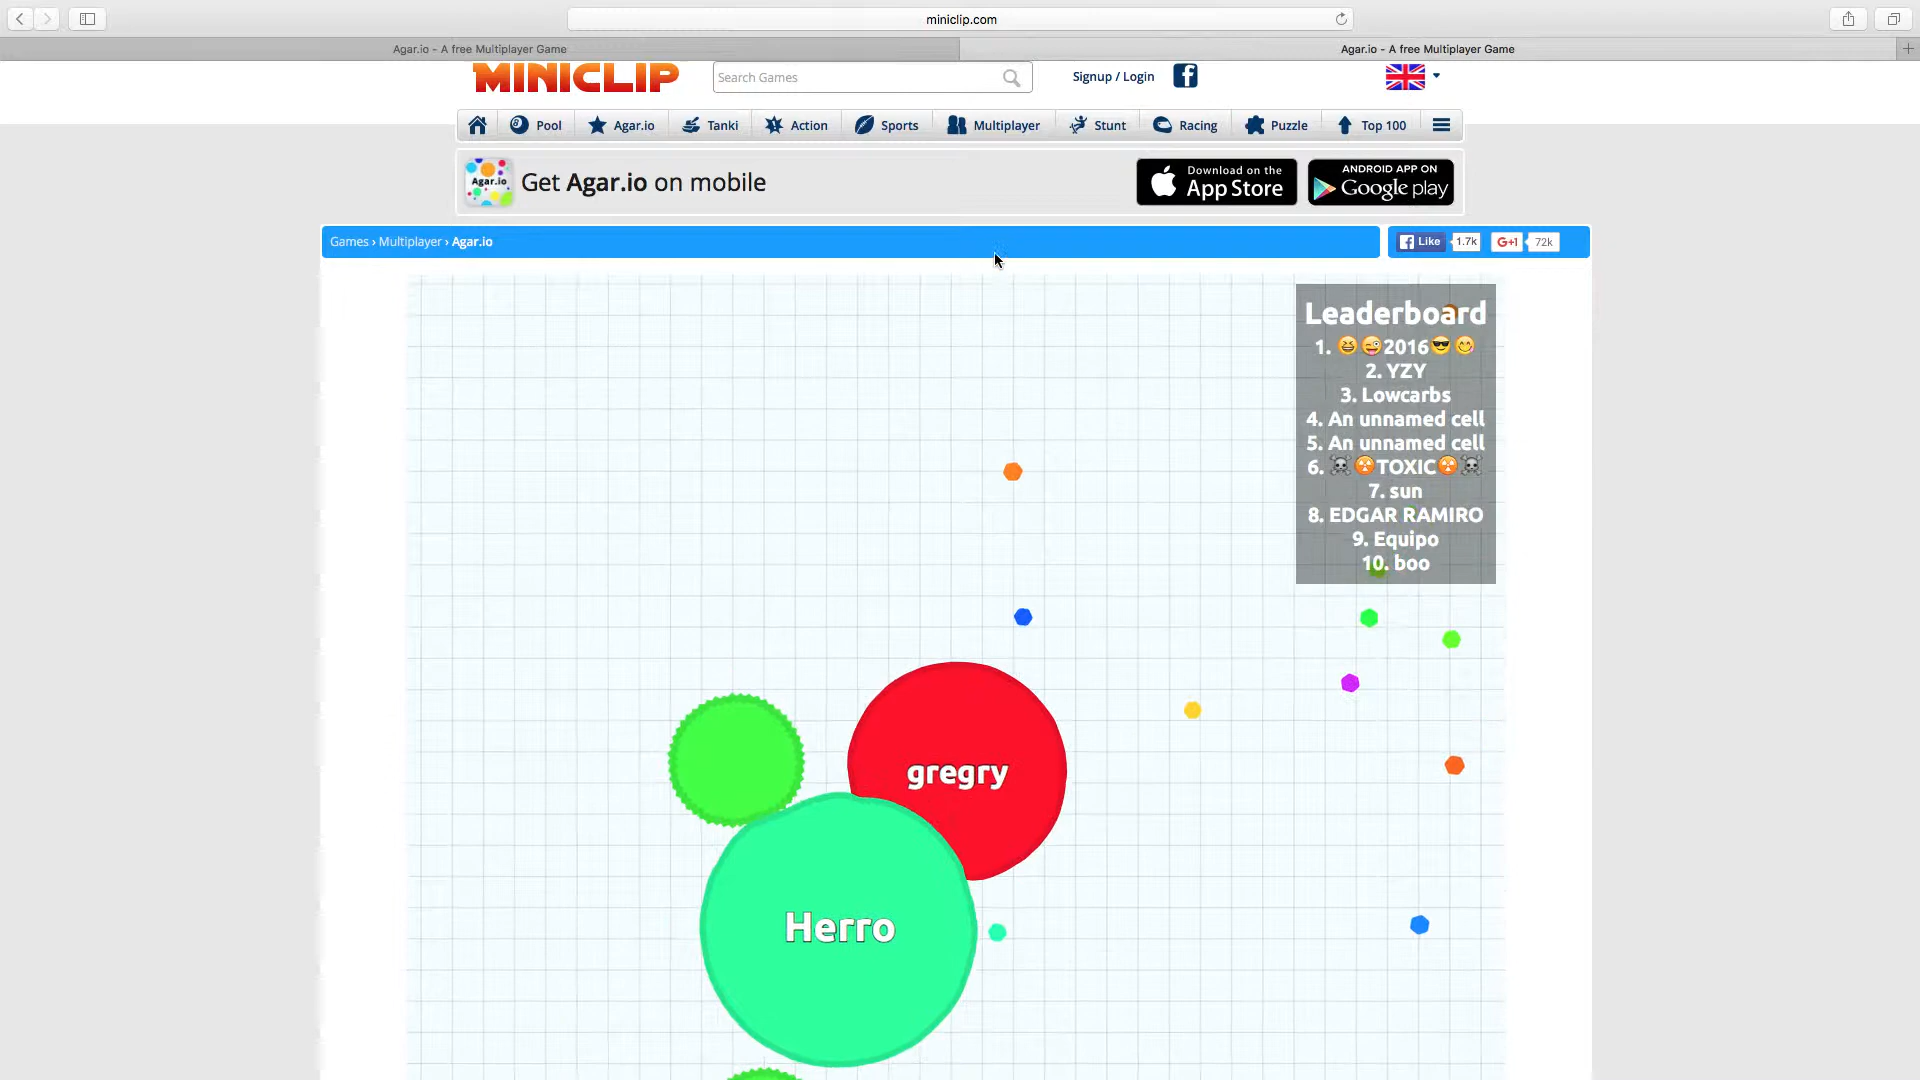 miniclip.com
Agar.io - A free Multiplayer Game
Agar.io - A free Multiplayer Game
MINICLIP
Search Games
Signup / Login
Pool
Agar.io
Tanki
Action
Sports
Multiplayer
Stunt
Racing
Puzzle
Top 100
Agar.io
Get Agar.io on mobile
Download on the
App Store
ANDROID APP ON
Google play
Games › Multiplayer › Agar.io
Like
1.7k
G+1
72k
Leaderboard
1. 😆😜2016😎😋
2. YZY
3. Lowcarbs
4. An unnamed cell
5. An unnamed cell
6. ☠☢TOXIC☢☠
7. sun
8. EDGAR RAMIRO
9. Equipo
10. boo
gregry
Herro